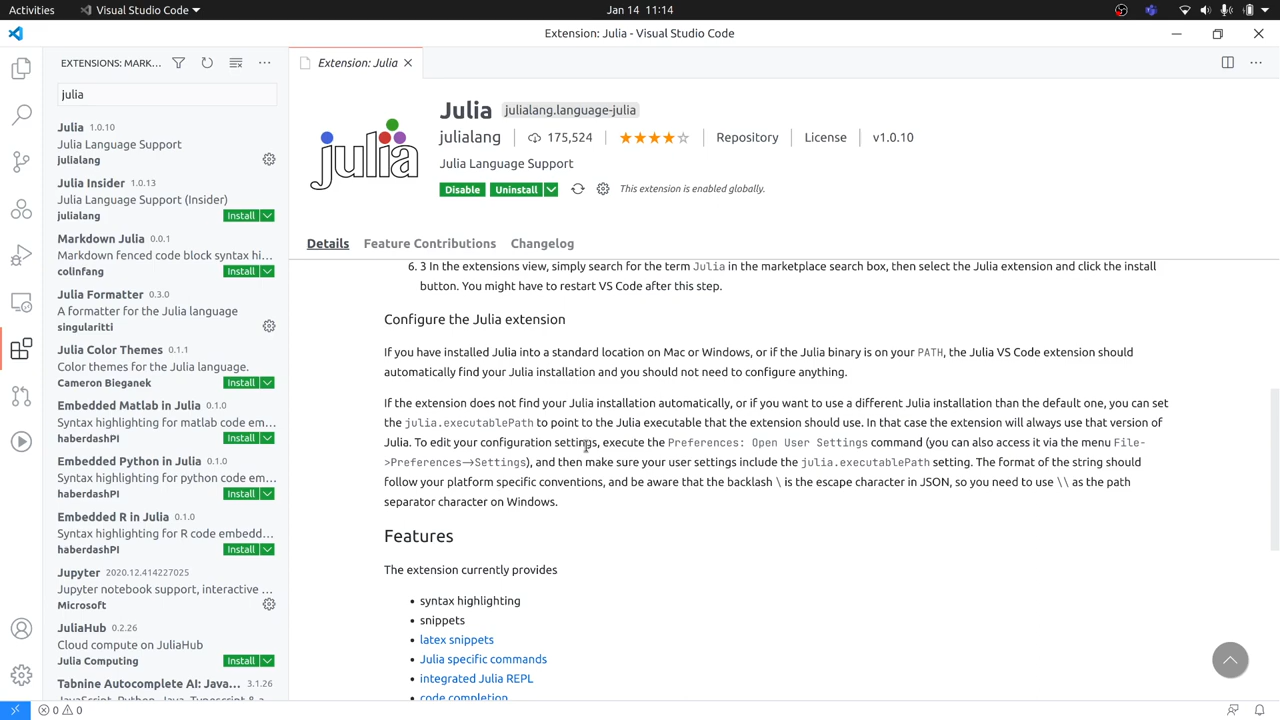 Activities
Visual Studio Code
Jan 14 11:14
Extension: Julia - Visual Studio Code
EXTENSIONS: MARK...
julia
Julia 1.0.10
Julia Language Support
julialang
Julia Insider 1.0.13
Julia Language Support (Insider)
julialang
Install
Markdown Julia 0.0.1
Markdown fenced code block syntax hi...
colinfang
Install
Julia Formatter 0.3.0
A formatter for the Julia language
singularitti
Julia Color Themes 0.1.1
Color themes for the Julia language.
Cameron Bieganek
Install
Embedded Matlab in Julia 0.1.0
Syntax highlighting for matlab code em...
haberdashPI
Install
Embedded Python in Julia 0.1.0
Syntax highlighting for python code em...
haberdashPI
Install
Embedded R in Julia 0.1.0
Syntax highlighting for R code embedd...
haberdashPI
Install
Jupyter 2020.12.414227025
Jupyter notebook support, interactive ...
Microsoft
JuliaHub 0.2.26
Cloud compute on JuliaHub
Julia Computing
Install
Tabnine Autocomplete AI: Java... 3.1.26
JavaScript, Python, Java, Typescript & a
Extension: Julia
julia
Julia julialang.language-julia
julialang 175,524 Repository License v1.0.10
Julia Language Support
Disable Uninstall This extension is enabled globally.
Details Feature Contributions Changelog
6. 3 In the extensions view, simply search for the term Julia in the marketplace search box, then select the Julia extension and click the install
button. You might have to restart VS Code after this step.
Configure the Julia extension
If you have installed Julia into a standard location on Mac or Windows, or if the Julia binary is on your PATH, the Julia VS Code extension should
automatically find your Julia installation and you should not need to configure anything.
If the extension does not find your Julia installation automatically, or if you want to use a different Julia installation than the default one, you can set
the julia.executablePath to point to the Julia executable that the extension should use. In that case the extension will always use that version of
Julia. To edit your configuration settings, execute the Preferences: Open User Settings command (you can also access it via the menu File-
>Preferences->Settings), and then make sure your user settings include the julia.executablePath setting. The format of the string should
follow your platform specific conventions, and be aware that the backlash \ is the escape character in JSON, so you need to use \\ as the path
separator character on Windows.
Features
The extension currently provides
• syntax highlighting
• snippets
• latex snippets
• Julia specific commands
• integrated Julia REPL
• code completion
0 0